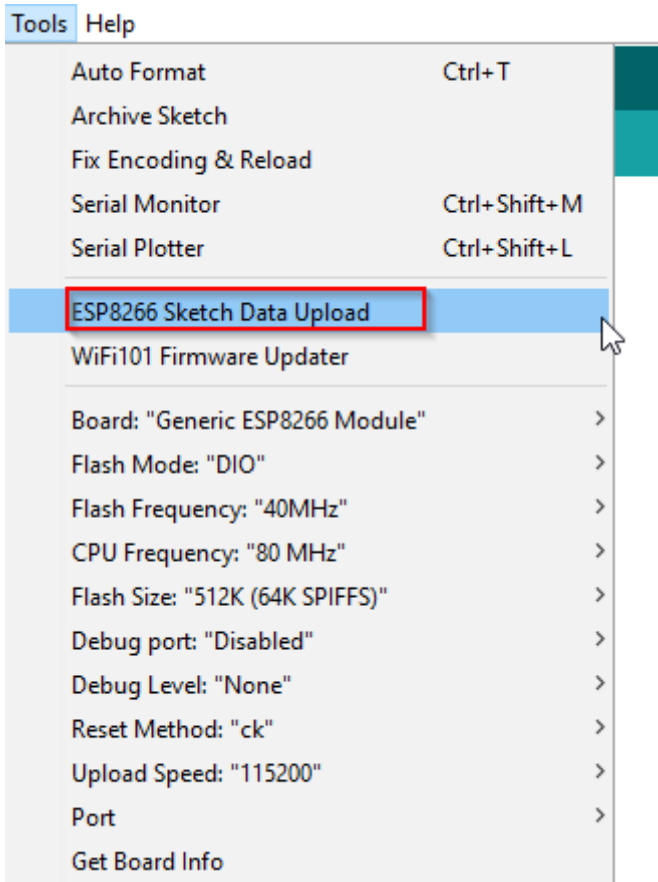 Tools Help
Auto Format Ctrl+T
Archive Sketch
Fix Encoding & Reload
Serial Monitor Ctrl+Shift+M
Serial Plotter Ctrl+Shift+L
ESP8266 Sketch Data Upload
WiFi101 Firmware Updater
Board: "Generic ESP8266 Module"
Flash Mode: "DIO"
Flash Frequency: "40MHz"
CPU Frequency: "80 MHz"
Flash Size: "512K (64K SPIFFS)"
Debug port: "Disabled"
Debug Level: "None"
Reset Method: "ck"
Upload Speed: "115200"
Port
Get Board Info